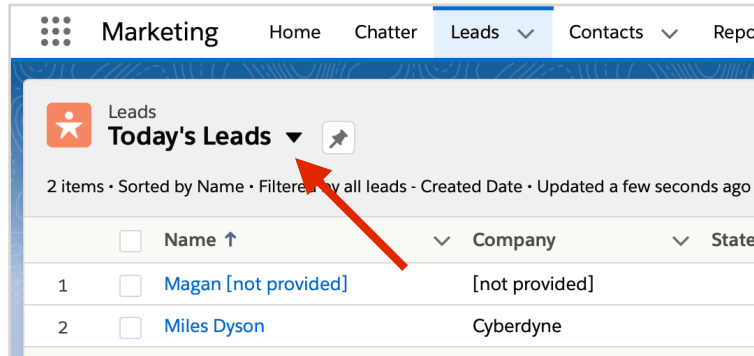 Marketing Home Chatter Leads Contacts
Leads
Today's Leads
2 items • Sorted by Name • Filtered by all leads - Created Date • Updated a few seconds ago
Name ↑ Company State
1 Magan [not provided] [not provided]
2 Miles Dyson Cyberdyne